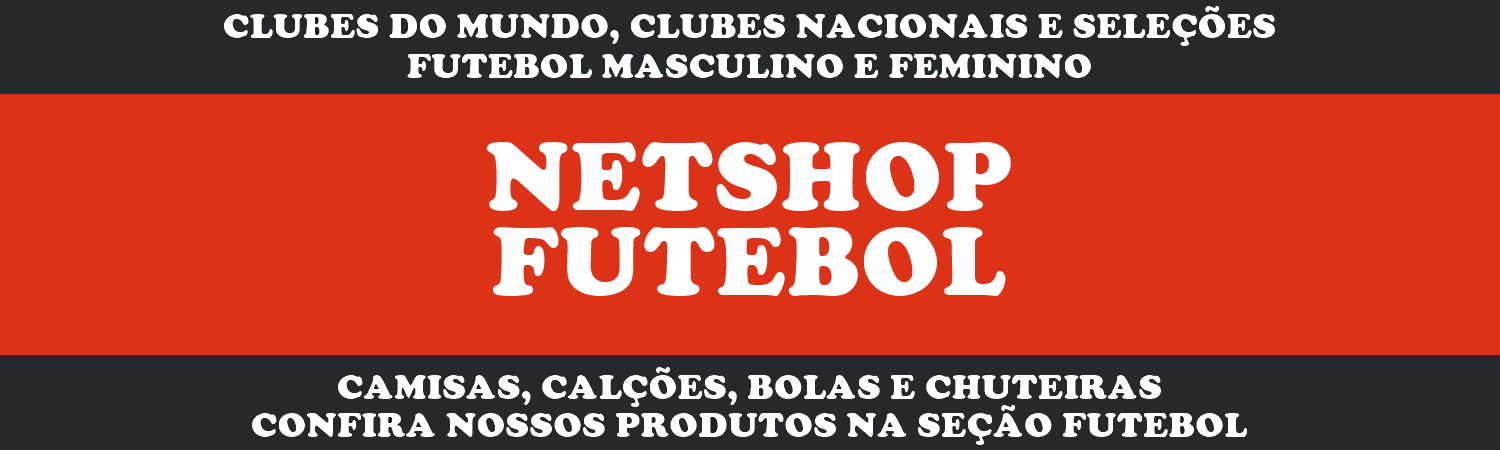 CLUBES DO MUNDO, CLUBES NACIONAIS E SELEÇÕES
FUTEBOL MASCULINO E FEMININO
NETSHOP
FUTEBOL
CAMISAS, CALÇÕES, BOLAS E CHUTEIRAS
CONFIRA NOSSOS PRODUTOS NA SEÇÃO FUTEBOL